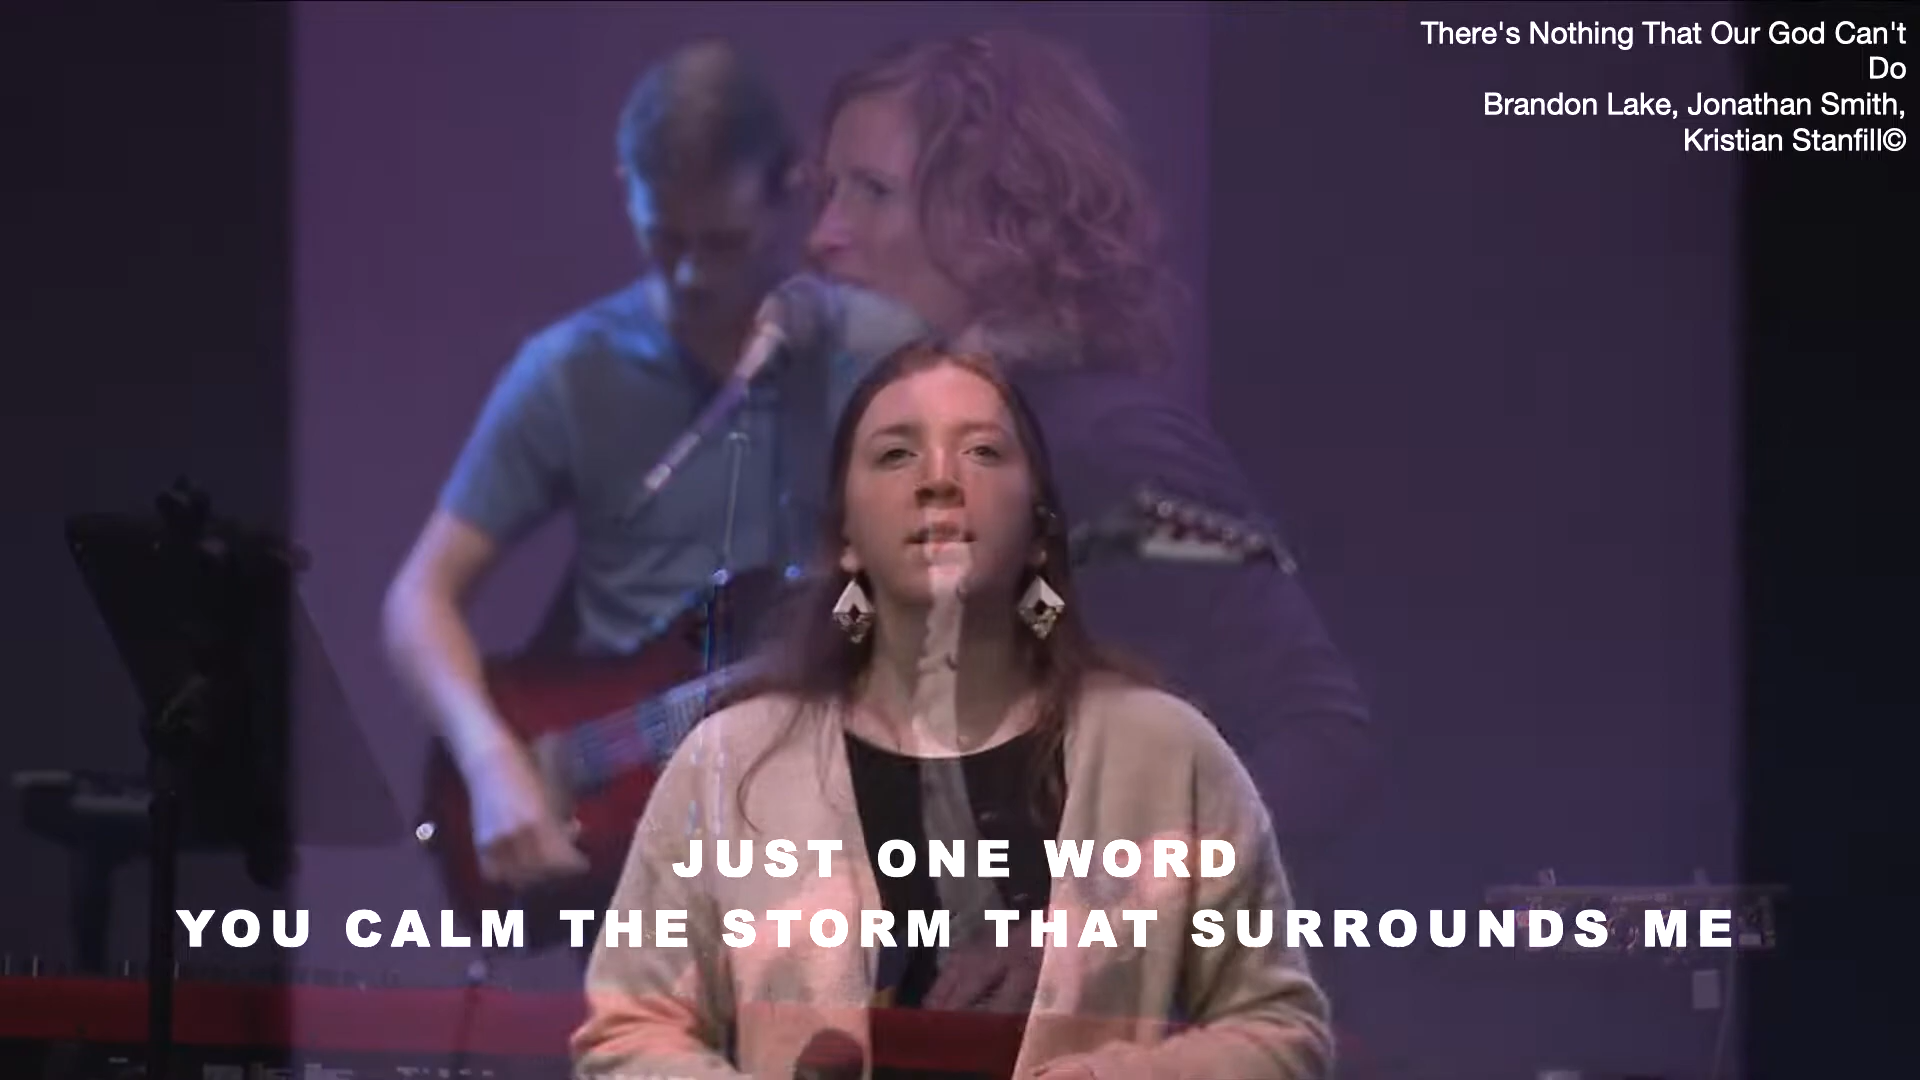 There's Nothing That Our God Can't
Do
Brandon Lake, Jonathan Smith,
Kristian Stanfill©
JUST ONE WORD
YOU CALM THE STORM THAT SURROUNDS ME